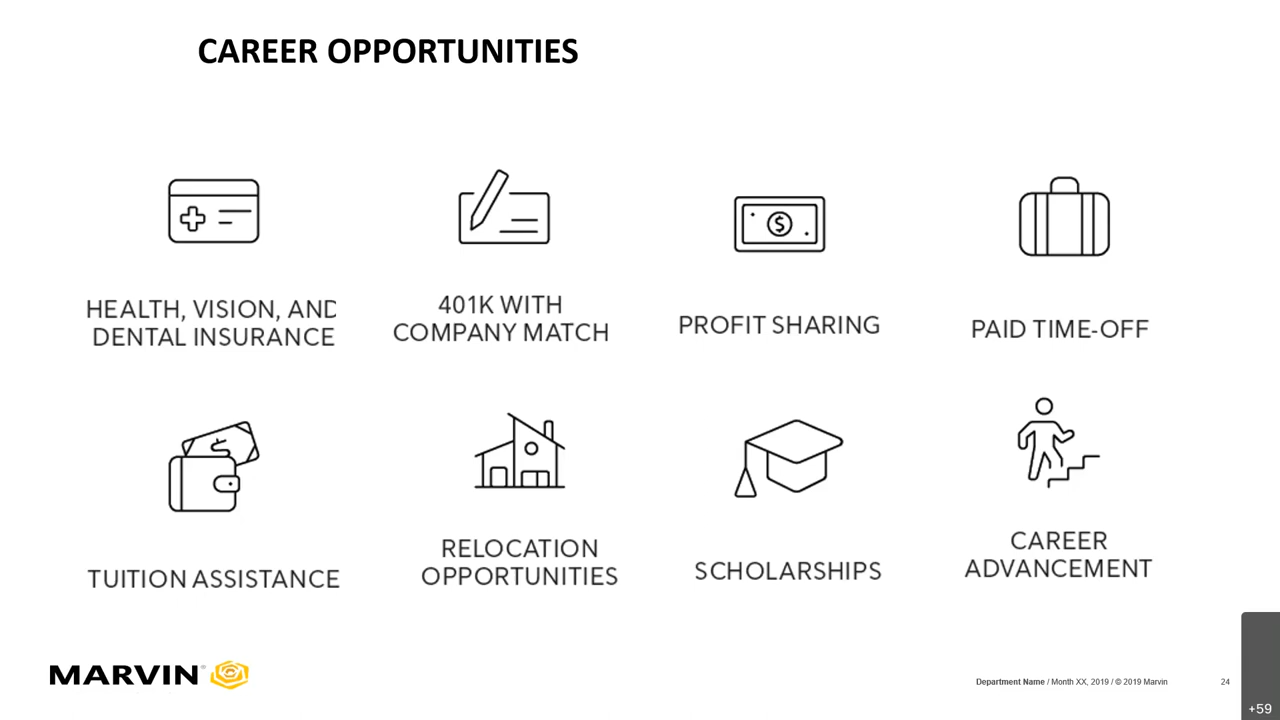 CAREER OPPORTUNITIES
HEALTH, VISION, AND
DENTAL INSURANCE
401K WITH
COMPANY MATCH
PROFIT SHARING
PAID TIME-OFF
TUITION ASSISTANCE
RELOCATION
OPPORTUNITIES
SCHOLARSHIPS
CAREER
ADVANCEMENT
MARVIN®
Department Name / Month XX, 2019 / © 2019 Marvin
24
+59